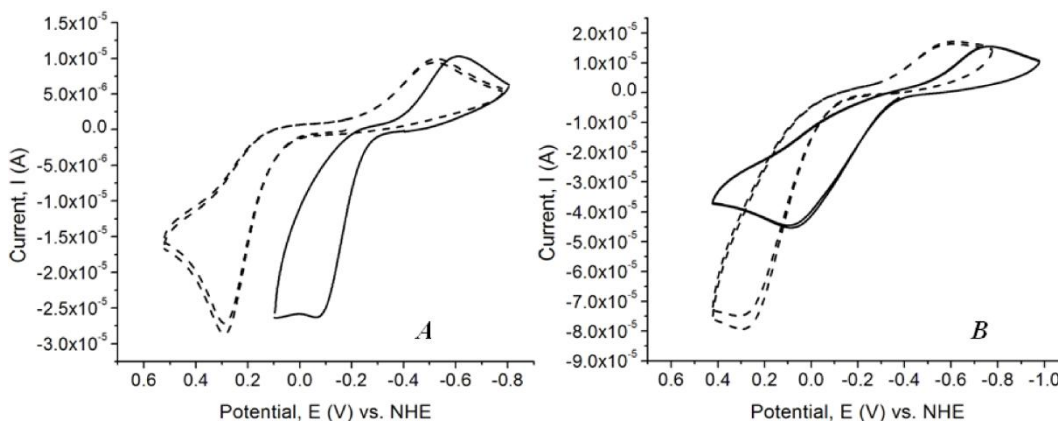 1.5x10⁻⁵
1.0x10⁻⁵
5.0x10⁻⁶
0.0
-5.0x10⁻⁶
-1.0x10⁻⁵
-1.5x10⁻⁵
-2.0x10⁻⁵
-2.5x10⁻⁵
-3.0x10⁻⁵
Current, I (A)
A
0.6 0.4 0.2 0.0 -0.2 -0.4 -0.6 -0.8
Potential, E (V) vs. NHE
2.0x10⁻⁵
0.0
-1.0x10⁻⁵
-2.0x10⁻⁵
-3.0x10⁻⁵
-4.0x10⁻⁵
-5.0x10⁻⁵
-6.0x10⁻⁵
-7.0x10⁻⁵
-8.0x10⁻⁵
-9.0x10⁻⁵
Current, I (A)
B
0.6 0.4 0.2 0.0 -0.2 -0.4 -0.6 -0.8 -1.0
Potential, E (V) vs. NHE